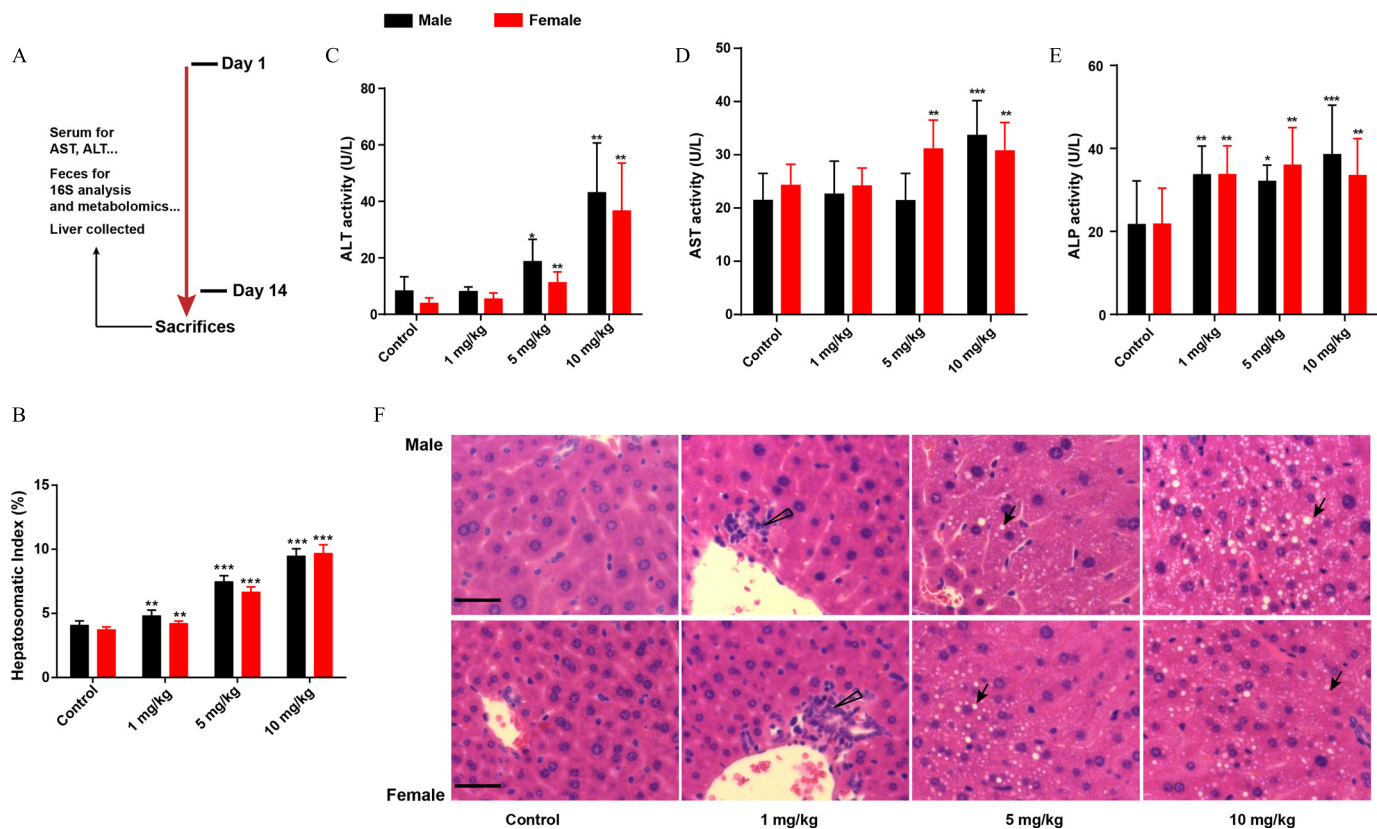 Male Female
A
Day 1
Serum for
AST, ALT...
Feces for
16S analysis
and metabolomics...
Liver collected
Day 14
Sacrifices
C
ALT activity (U/L)
80
60
40
20
0
*
**
**
**
Control
1 mg/kg
5 mg/kg
10 mg/kg
D
AST activity (U/L)
50
40
30
20
10
0
**
***
**
Control
1 mg/kg
5 mg/kg
10 mg/kg
E
ALP activity (U/L)
60
40
20
0
**
**
*
**
***
**
Control
1 mg/kg
5 mg/kg
10 mg/kg
B
Hepatosomatic Index (%)
15
10
5
0
**
**
***
***
***
***
Control
1 mg/kg
5 mg/kg
10 mg/kg
F
Male
Female
Control
1 mg/kg
5 mg/kg
10 mg/kg